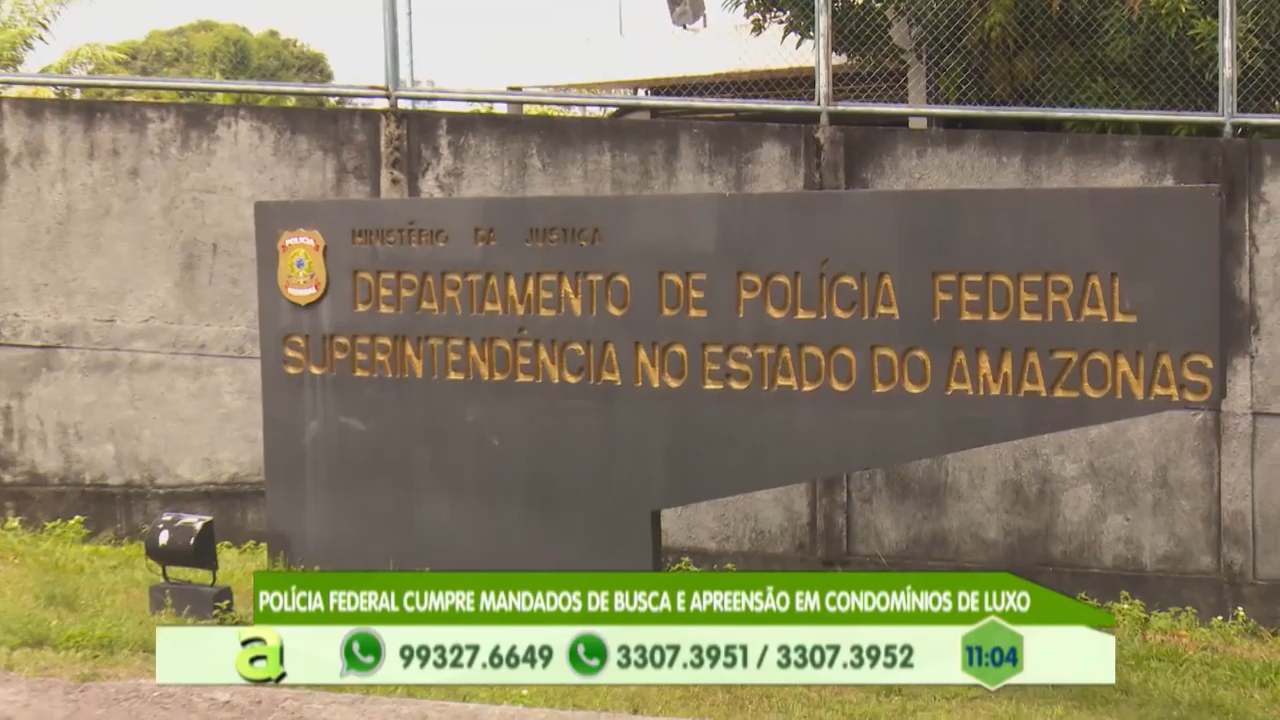 POLÍCIA
MINISTÉRIO DA JUSTIÇA
DEPARTAMENTO DE POLÍCIA FEDERAL
SUPERINTENDÊNCIA NO ESTADO DO AMAZONAS
POLÍCIA FEDERAL CUMPRE MANDADOS DE BUSCA E APREENSÃO EM CONDOMÍNIOS DE LUXO
a 99327.6649 3307.3951 / 3307.3952 11:04